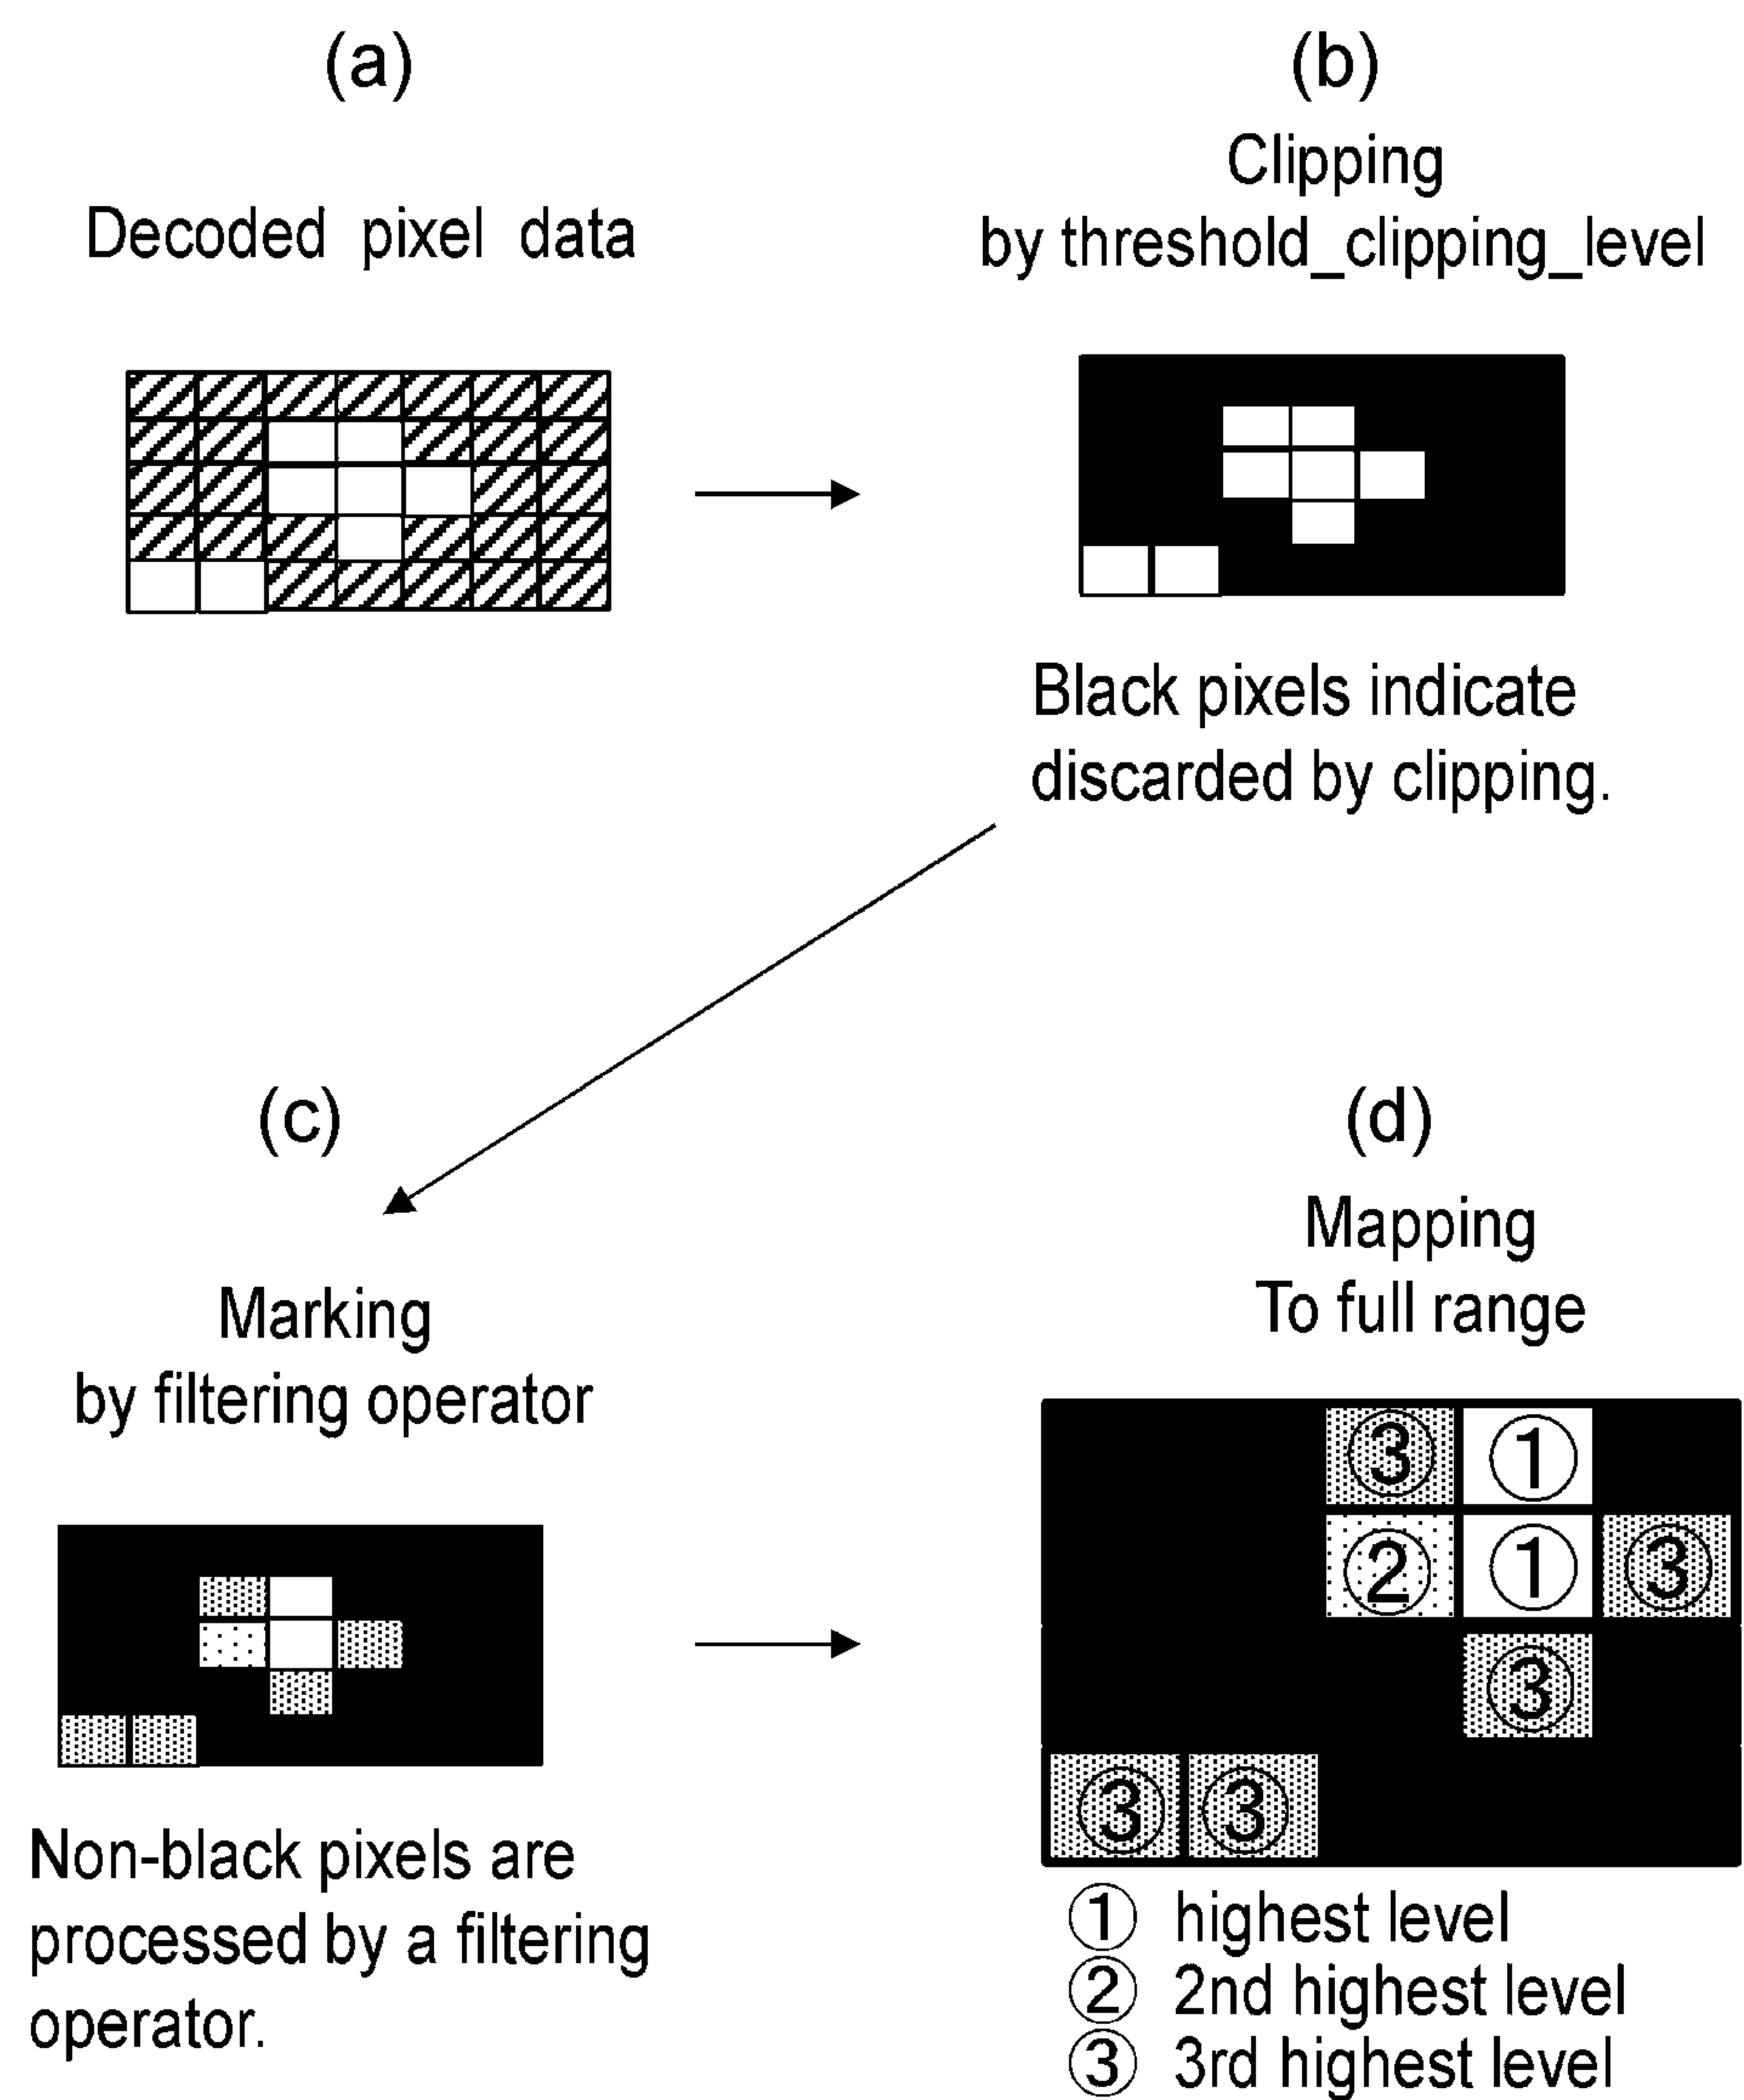 (a)
Decoded pixel data
(b)
Clipping
by threshold_clipping_level
Black pixels indicate
discarded by clipping.
(c)
Marking
by filtering operator
Non-black pixels are
processed by a filtering
operator.
(d)
Mapping
To full range
③ ①
② ① ③
③
③ ③
① highest level
② 2nd highest level
③ 3rd highest level